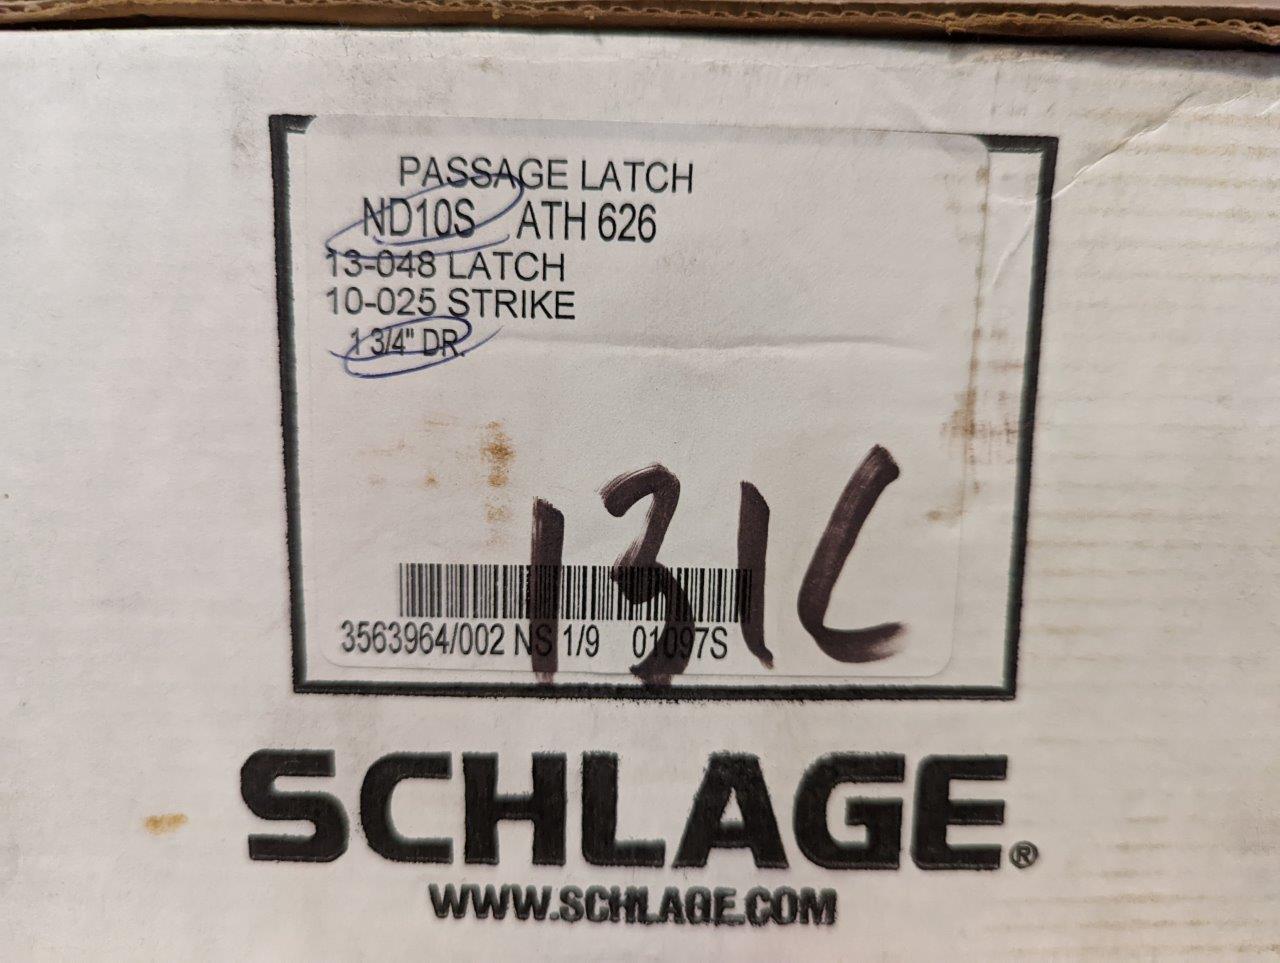 PASSAGE LATCH
ND10S ATH 626
13-048 LATCH
10-025 STRIKE
1 3/4" DR.
131C
3563964/002 NS 1/9 01097S
SCHLAGE®
WWW.SCHLAGE.COM